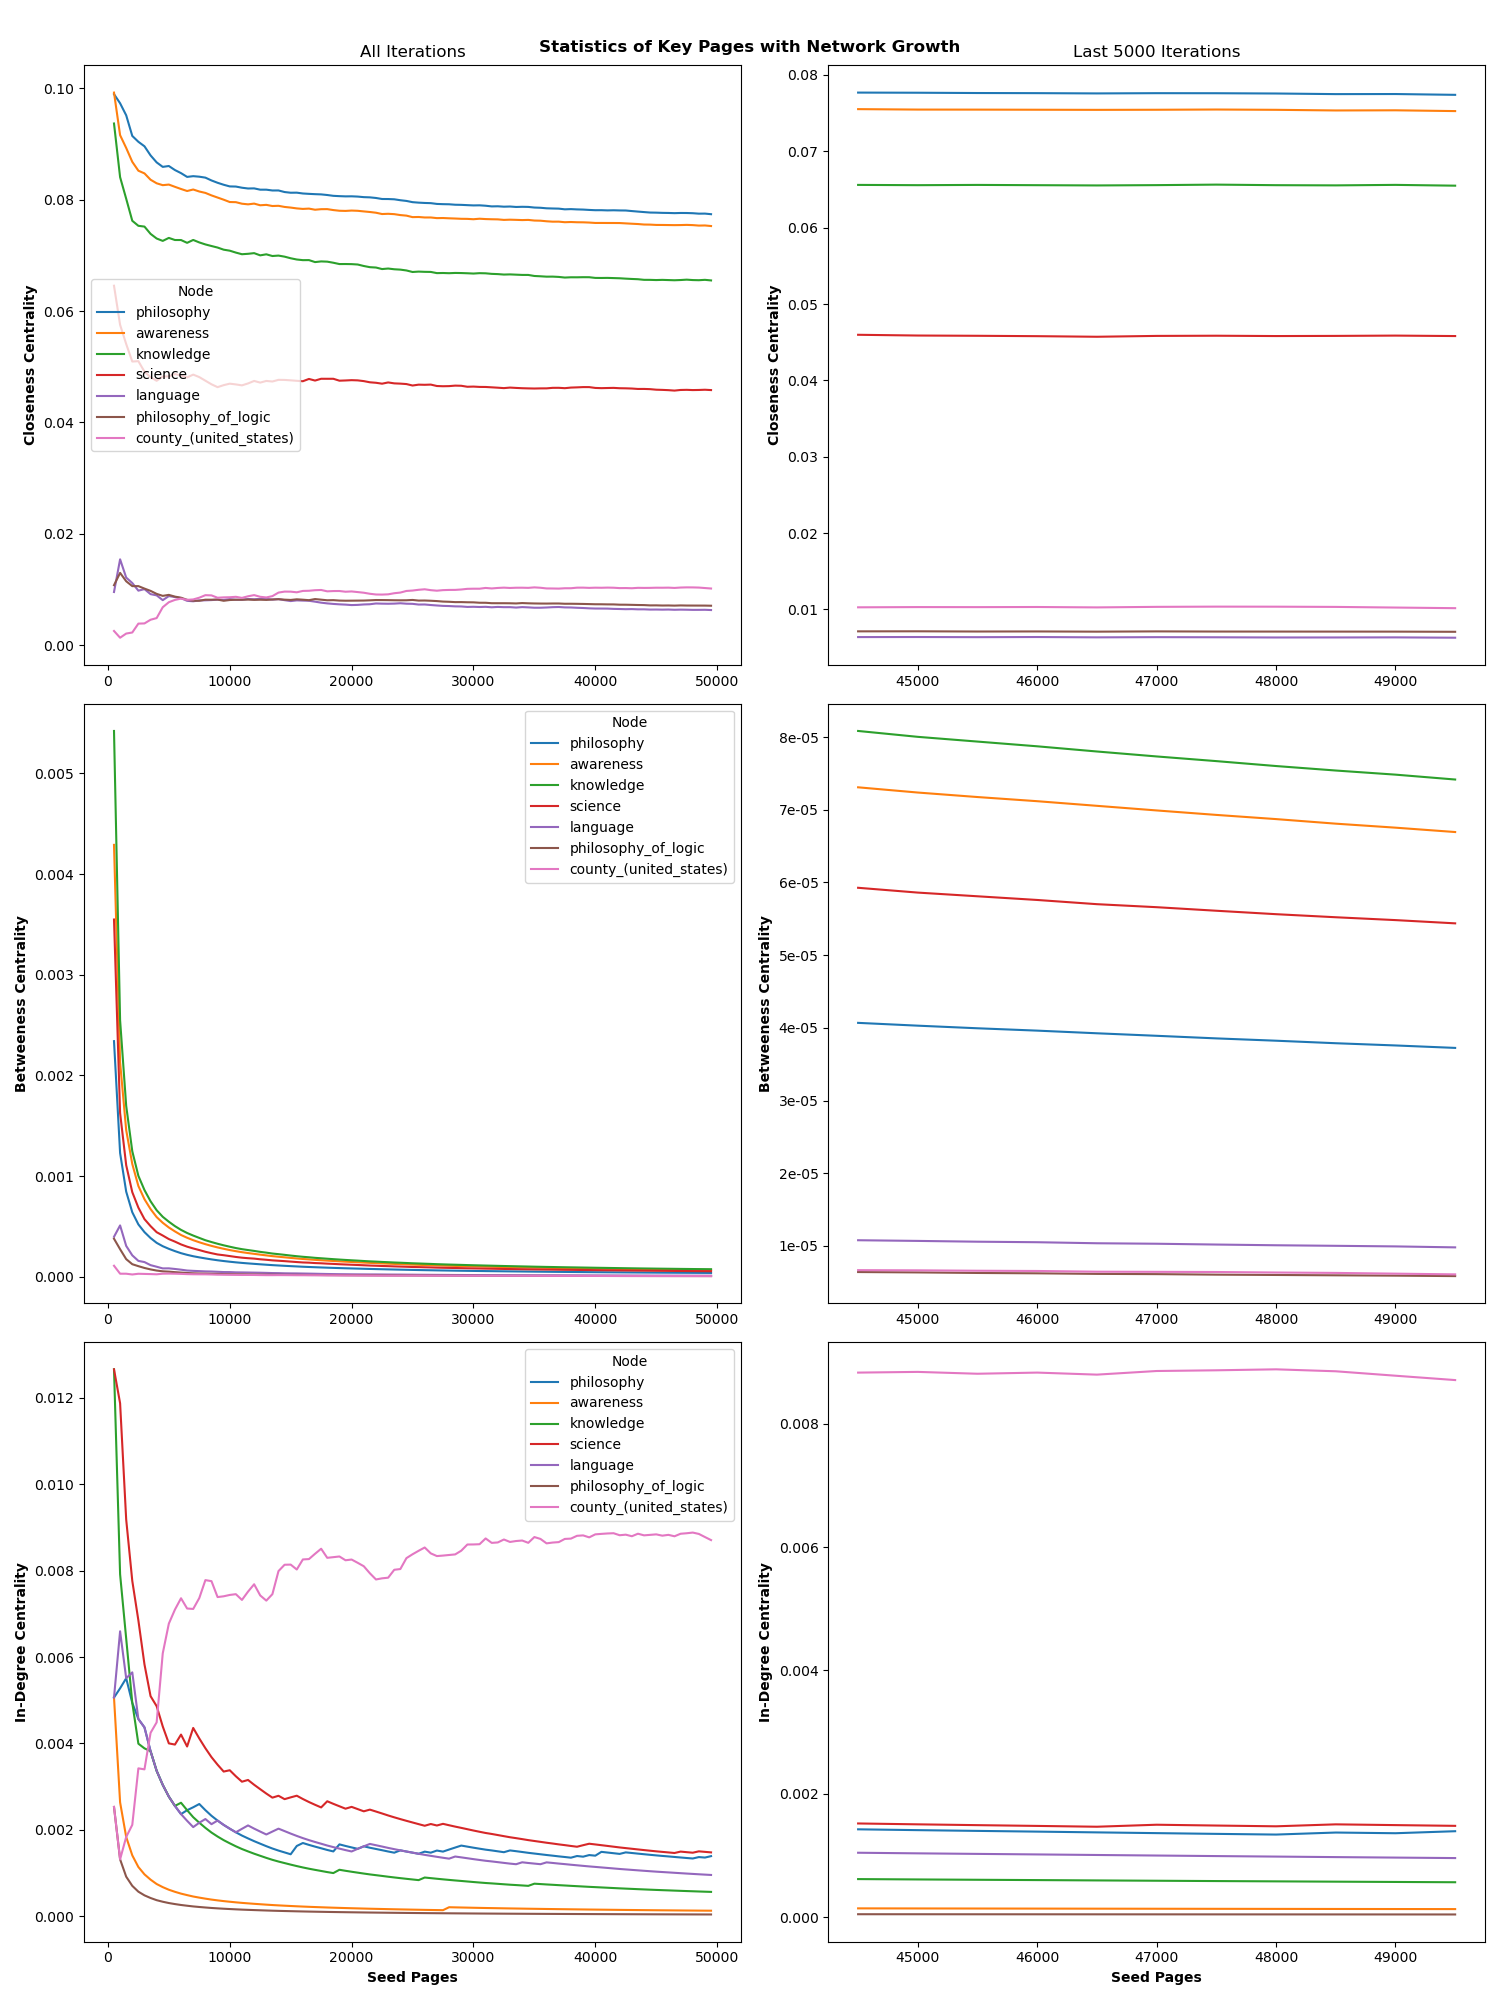 Statistics of Key Pages with Network Growth
All Iterations
Last 5000 Iterations
Closeness Centrality
0.10
0.08
0.06
0.04
0.02
0.00
Node
philosophy
awareness
knowledge
science
language
philosophy_of_logic
county_(united_states)
0
10000
20000
30000
40000
50000
Closeness Centrality
0.08
0.07
0.06
0.05
0.04
0.03
0.02
0.01
45000
46000
47000
48000
49000
Betweeness Centrality
0.005
0.004
0.003
0.002
0.001
0.000
Node
philosophy
awareness
knowledge
science
language
philosophy_of_logic
county_(united_states)
0
10000
20000
30000
40000
50000
Betweeness Centrality
8e-05
7e-05
6e-05
5e-05
4e-05
3e-05
2e-05
1e-05
45000
46000
47000
48000
49000
In-Degree Centrality
0.012
0.010
0.008
0.006
0.004
0.002
0.000
Node
philosophy
awareness
knowledge
science
language
philosophy_of_logic
county_(united_states)
0
10000
20000
30000
40000
50000
Seed Pages
In-Degree Centrality
0.008
0.006
0.004
0.002
0.000
45000
46000
47000
48000
49000
Seed Pages